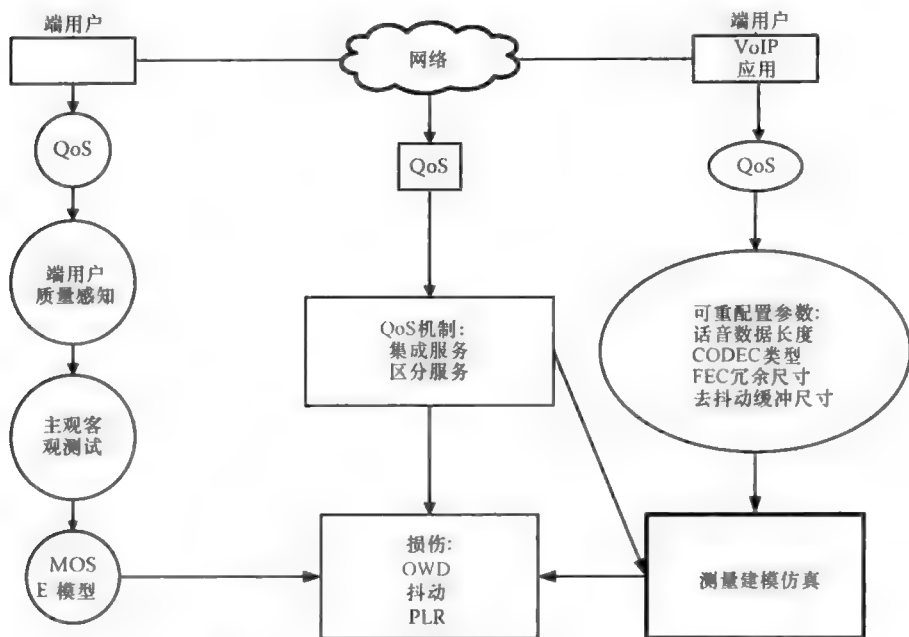 端用户
网络
端用户
VoIP
应用
QoS
QoS
QoS
端用户
质量感知
QoS机制:
集成服务
区分服务
可重配置参数:
话音数据长度
CODEC类型
FEC冗余尺寸
去抖动缓冲尺寸
主观客
观测试
MOS
E 模型
损伤:
OWD
抖动
PLR
测量建模仿真